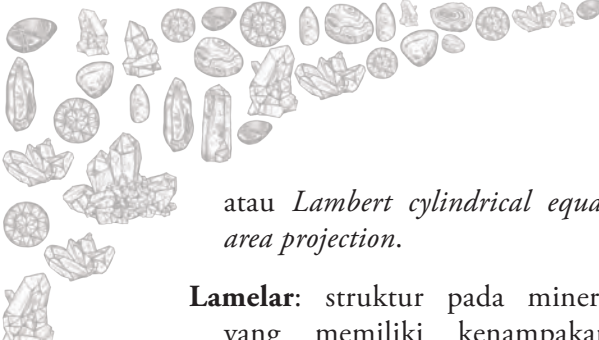 atau Lambert cylindrical equa
area projection.
Lamelar: struktur pada miner
yang memiliki kenampakan